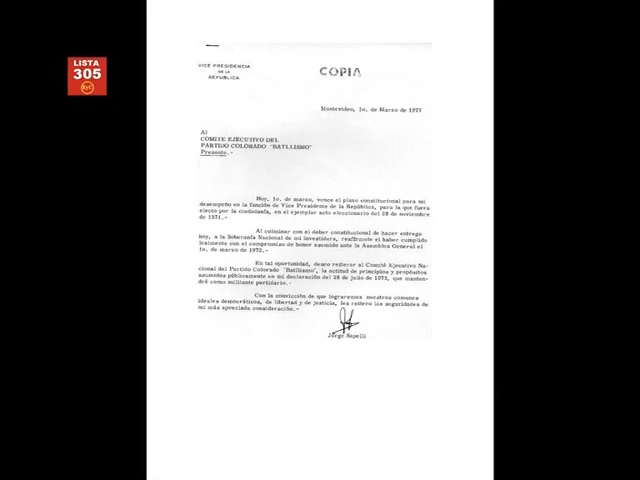 LISTA
305
VICE PRESIDENCIA
DE LA
REPUBLICA
COPIA
Montevideo, 1o. de Marzo de 1977
Al
COMITE EJECUTIVO DEL
PARTIDO COLORADO "BATLLISMO"
Presente. -
Hoy, 1o. de marzo, vence el plazo constitucional para mi
desempeño en la función de Vice Presidente de la República, para la que fuera
electo por la ciudadanía, en el ejemplar acto eleccionario del 28 de noviembre
de 1971. -
Al culminar con el deber constitucional de hacer entrega
hoy, a la Soberanía Nacional de mi investidura, reafírmole el haber cumplido
lealmente con el compromiso de honor asumido ante la Asamblea General el
1o. de marzo de 1972. -
En tal oportunidad, deseo reiterar al Comité Ejecutivo Na-
cional del Partido Colorado "Batllismo", la actitud de principios y propósitos
asumidos públicamente en mi declaración del 28 de julio de 1973, que manten-
dré como militante partidario. -
Con la convicción de que lograremos nuestros comunes
ideales democráticos, de libertad y de justicia, les reitero las seguridades de
mi más apreciada consideración. -
Jorge Sapelli